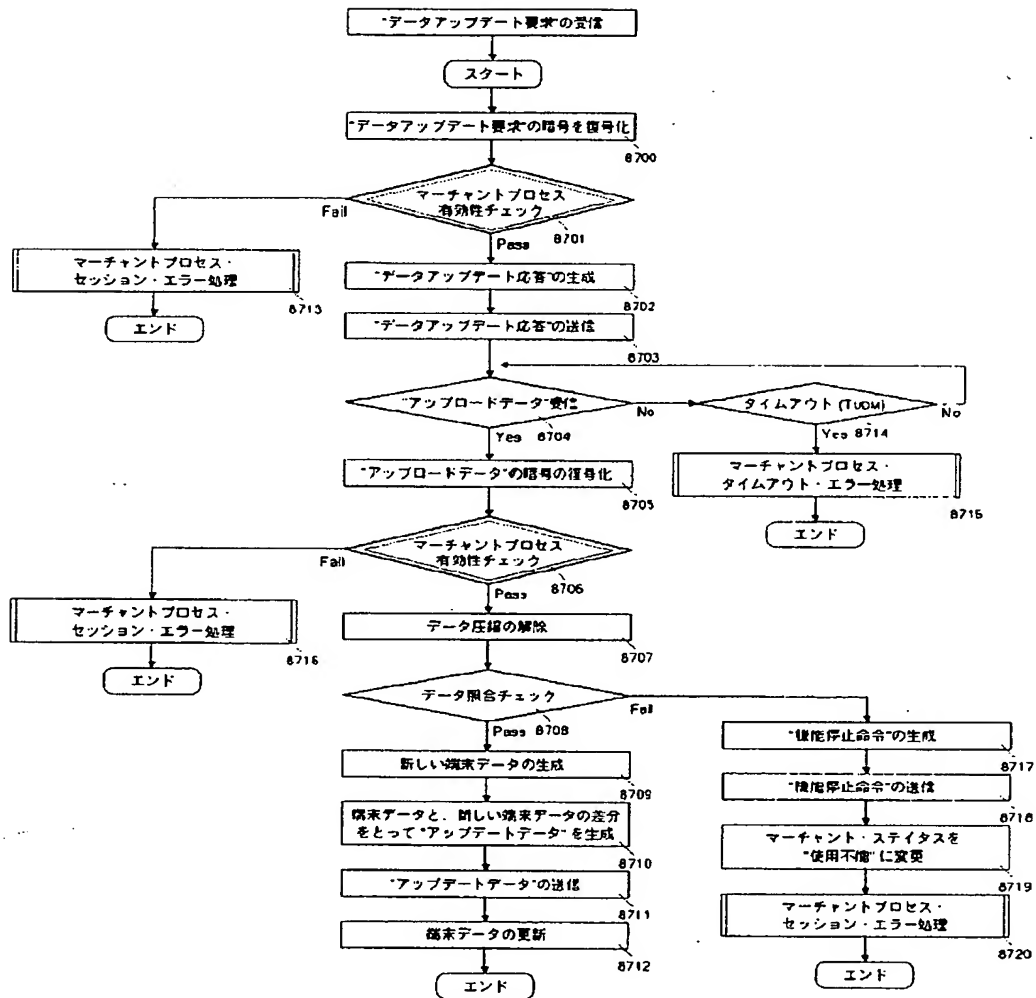 "データアップデート要求"の受信
スタート
"データアップデート要求"の暗号を復号化
8700
マーチャントプロセス
有効性チェック
8701
Fail
Pass
マーチャントプロセス・
セッション・エラー処理
8713
エンド
"データアップデート応答"の生成
8702
"データアップデート応答"の送信
8703
"アップロードデータ"受信
8704
No
Yes
タイムアウト(TUDM)
No
Yes
8714
マーチャントプロセス・
タイムアウト・エラー処理
8715
エンド
"アップロードデータ"の暗号の復号化
8705
マーチャントプロセス
有効性チェック
8706
Fail
Pass
マーチャントプロセス・
セッション・エラー処理
8716
エンド
データ圧縮の解除
8707
データ照合チェック
8708
Fail
Pass
新しい端末データの生成
8709
端末データと、新しい端末データの差分
をとって"アップデートデータ"を生成
8710
"アップデートデータ"の送信
8711
端末データの更新
8712
エンド
"機能停止命令"の生成
8717
"機能停止命令"の送信
8718
マーチャント・ステイタスを
"使用不可"に変更
8719
マーチャントプロセス・
セッション・エラー処理
8720
エンド